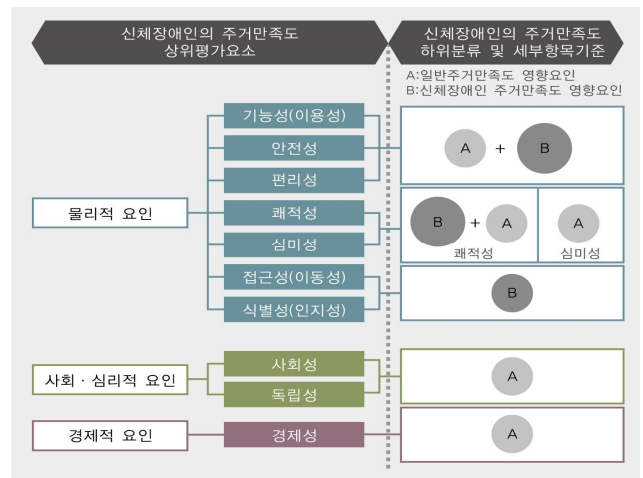 신체장애인의 주거만족도
상위평가요소
신체장애인의 주거만족도
하위분류 및 세부항목기준
A:일반주거만족도 영향요인
B:신체장애인 주거만족도 영향요인
물리적 요인
기능성(이용성)
안전성
편리성
쾌적성
심미성
접근성(이동성)
식별성(인지성)
A + B
B + A
쾌적성
A
심미성
B
사회·심리적 요인
사회성
독립성
A
경제적 요인
경제성
A